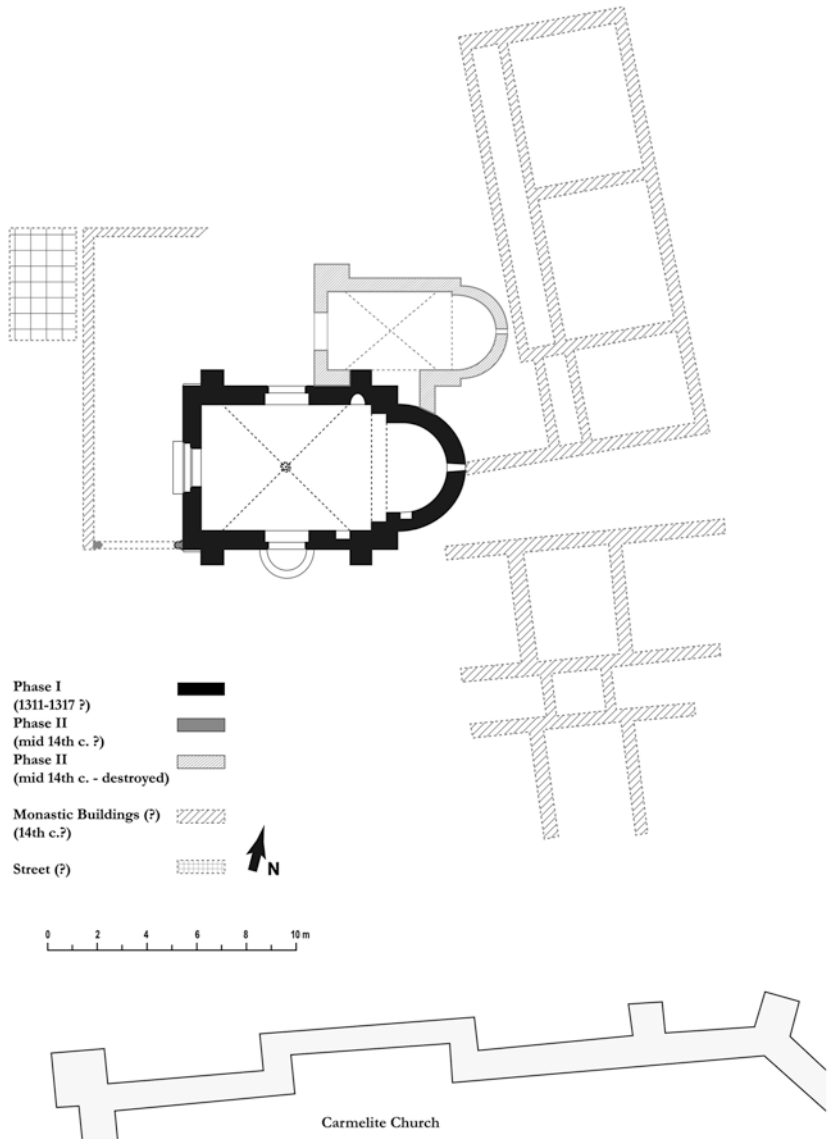 Phase I
(1311-1317 ?)
Phase II
(mid 14th c. ?)
Phase II
(mid 14th c. - destroyed)
Monastic Buildings (?)
(14th c.?)
Street (?)
N
0 2 4 6 8 10 m
Carmelite Church